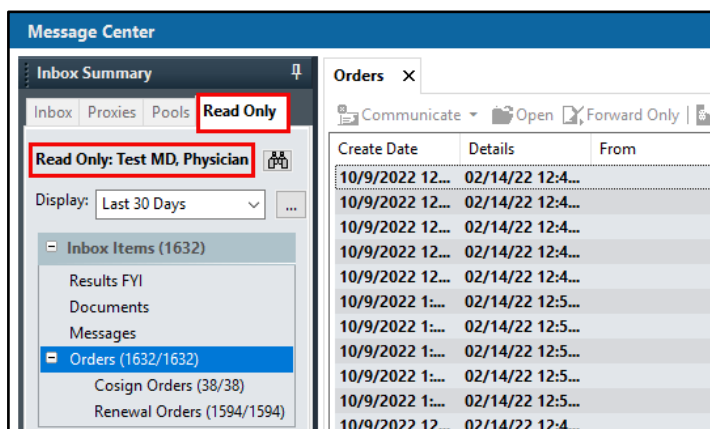 Message Center
Inbox Summary
Inbox Proxies Pools Read Only
Read Only: Test MD, Physician
Display: Last 30 Days ...
Inbox Items (1632)
Results FYI
Documents
Messages
Orders (1632/1632)
Cosign Orders (38/38)
Renewal Orders (1594/1594)
Orders X
Communicate Open Forward Only
Create Date Details From
10/9/2022 12... 02/14/22 12:4...
10/9/2022 12... 02/14/22 12:4...
10/9/2022 12... 02/14/22 12:4...
10/9/2022 12... 02/14/22 12:4...
10/9/2022 12... 02/14/22 12:4...
10/9/2022 1:... 02/14/22 12:5...
10/9/2022 1:... 02/14/22 12:5...
10/9/2022 1:... 02/14/22 12:5...
10/9/2022 1:... 02/14/22 12:5...
10/9/2022 1:... 02/14/22 12:5...
10/9/2022 12... 02/14/22 12:4...